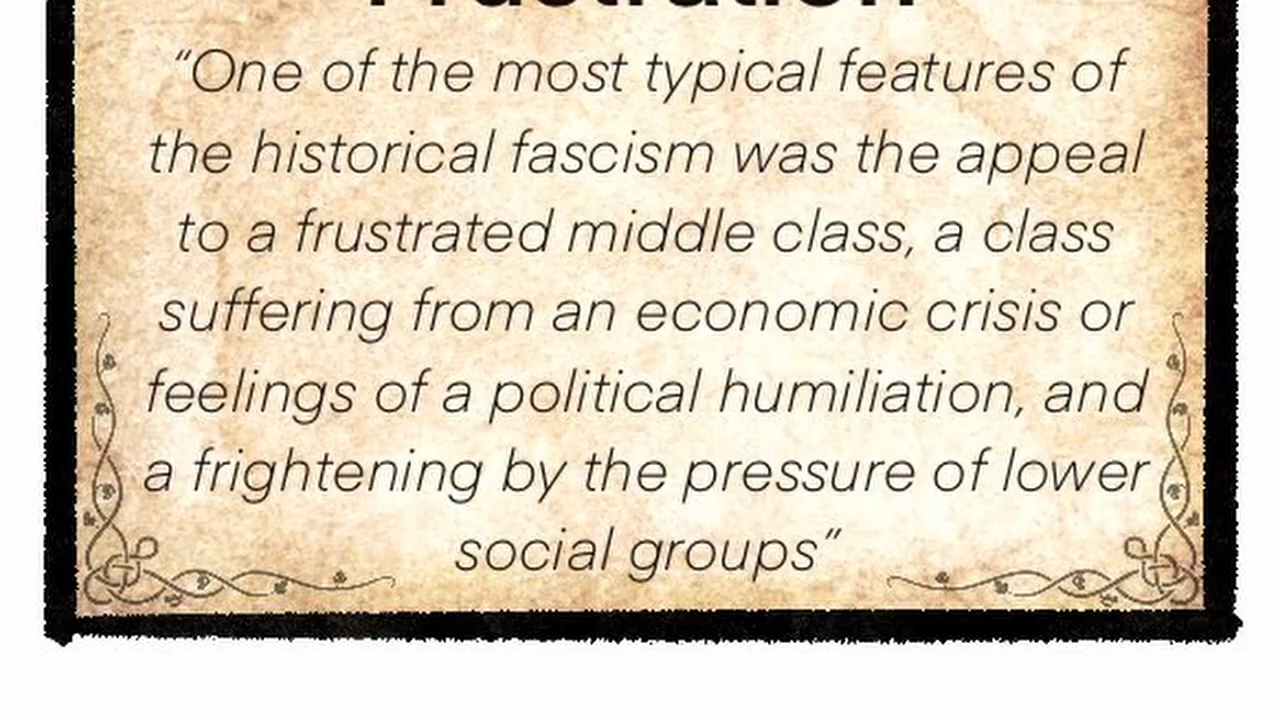 Frustration
“One of the most typical features of
the historical fascism was the appeal
to a frustrated middle class, a class
suffering from an economic crisis or
feelings of a political humiliation, and
a frightening by the pressure of lower
social groups”